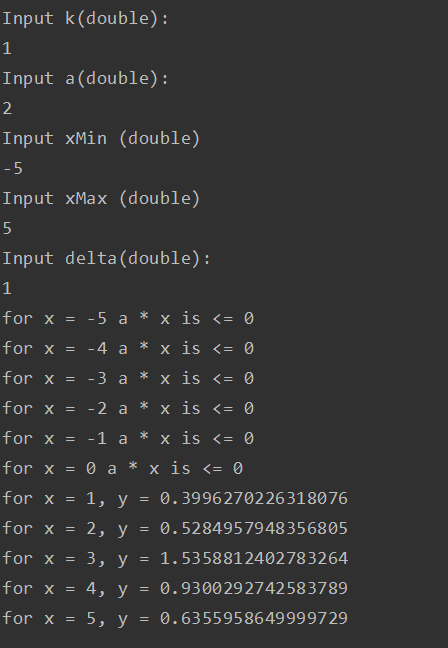 Input k(double):
1
Input a(double):
2
Input xMin (double)
-5
Input xMax (double)
5
Input delta(double):
1
for x = -5 a * x is <= 0
for x = -4 a * x is <= 0
for x = -3 a * x is <= 0
for x = -2 a * x is <= 0
for x = -1 a * x is <= 0
for x = 0 a * x is <= 0
for x = 1, y = 0.3996270226318076
for x = 2, y = 0.5284957948356805
for x = 3, y = 1.5358812402783264
for x = 4, y = 0.9300292742583789
for x = 5, y = 0.6355958649999729